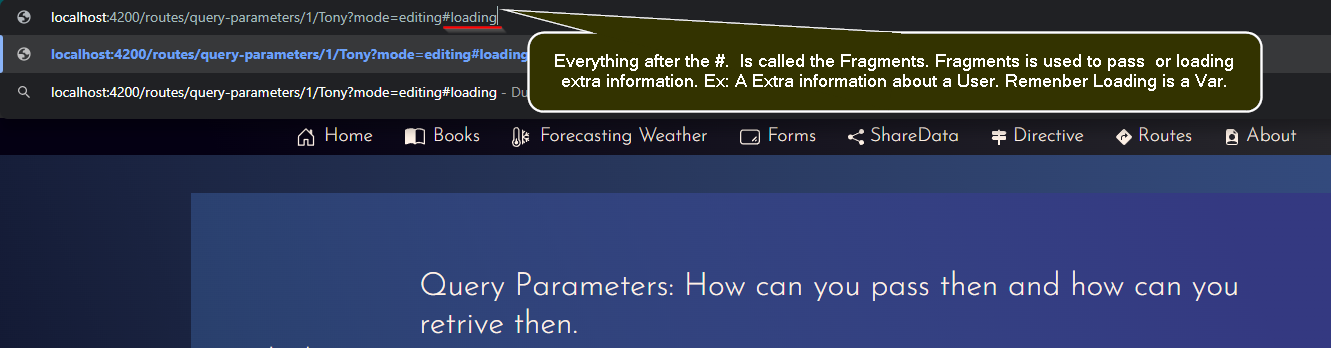 localhost:4200/routes/query-parameters/1/Tony?mode=editing#loading
localhost:4200/routes/query-parameters/1/Tony?mode=editing#loading
localhost:4200/routes/query-parameters/1/Tony?mode=editing#loading - Du
Everything after the #.  Is called the Fragments. Fragments is used to pass  or loading
extra information. Ex: A Extra information about a User. Remenber Loading is a Var.
Home Books Forecasting Weather Forms ShareData Directive Routes About
Query Parameters: How can you pass then and how can you
retrive then.